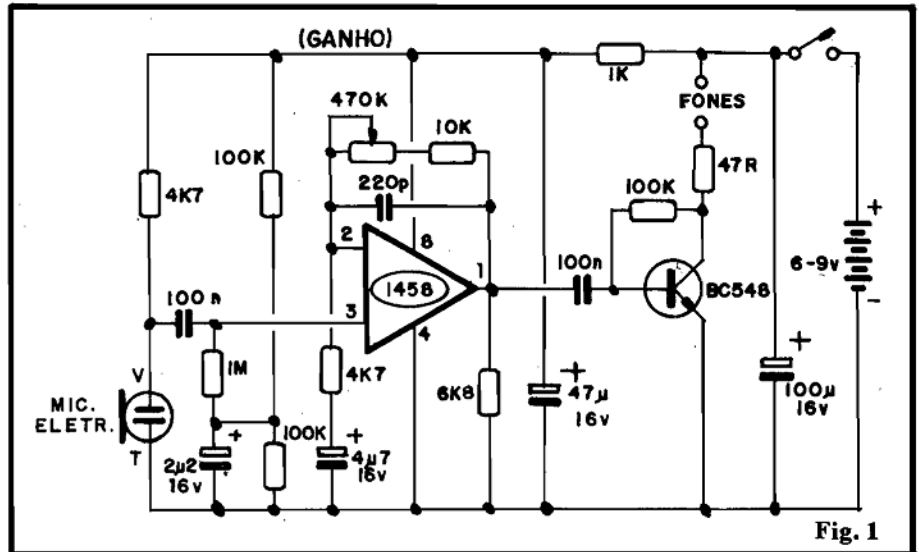 (GANHO)
1K
FONES
470K
10K
100K
47R
4K7
220p
100K
6-9v
+
-
2
8
1
1458
100n
BC548
100n
3
4
1M
4K7
6K8
+
47µ
16v
+
100µ
16v
V
MIC.
ELETR.
T
+
2µ2
16v
100K
+
4µ7
16v
Fig. 1